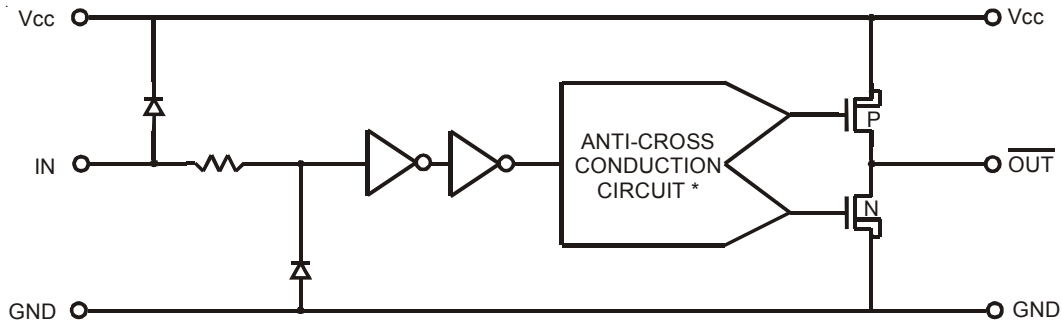 Vcc
Vcc
P
ANTI-CROSS
CONDUCTION
CIRCUIT *
IN
OUT
N
GND
GND